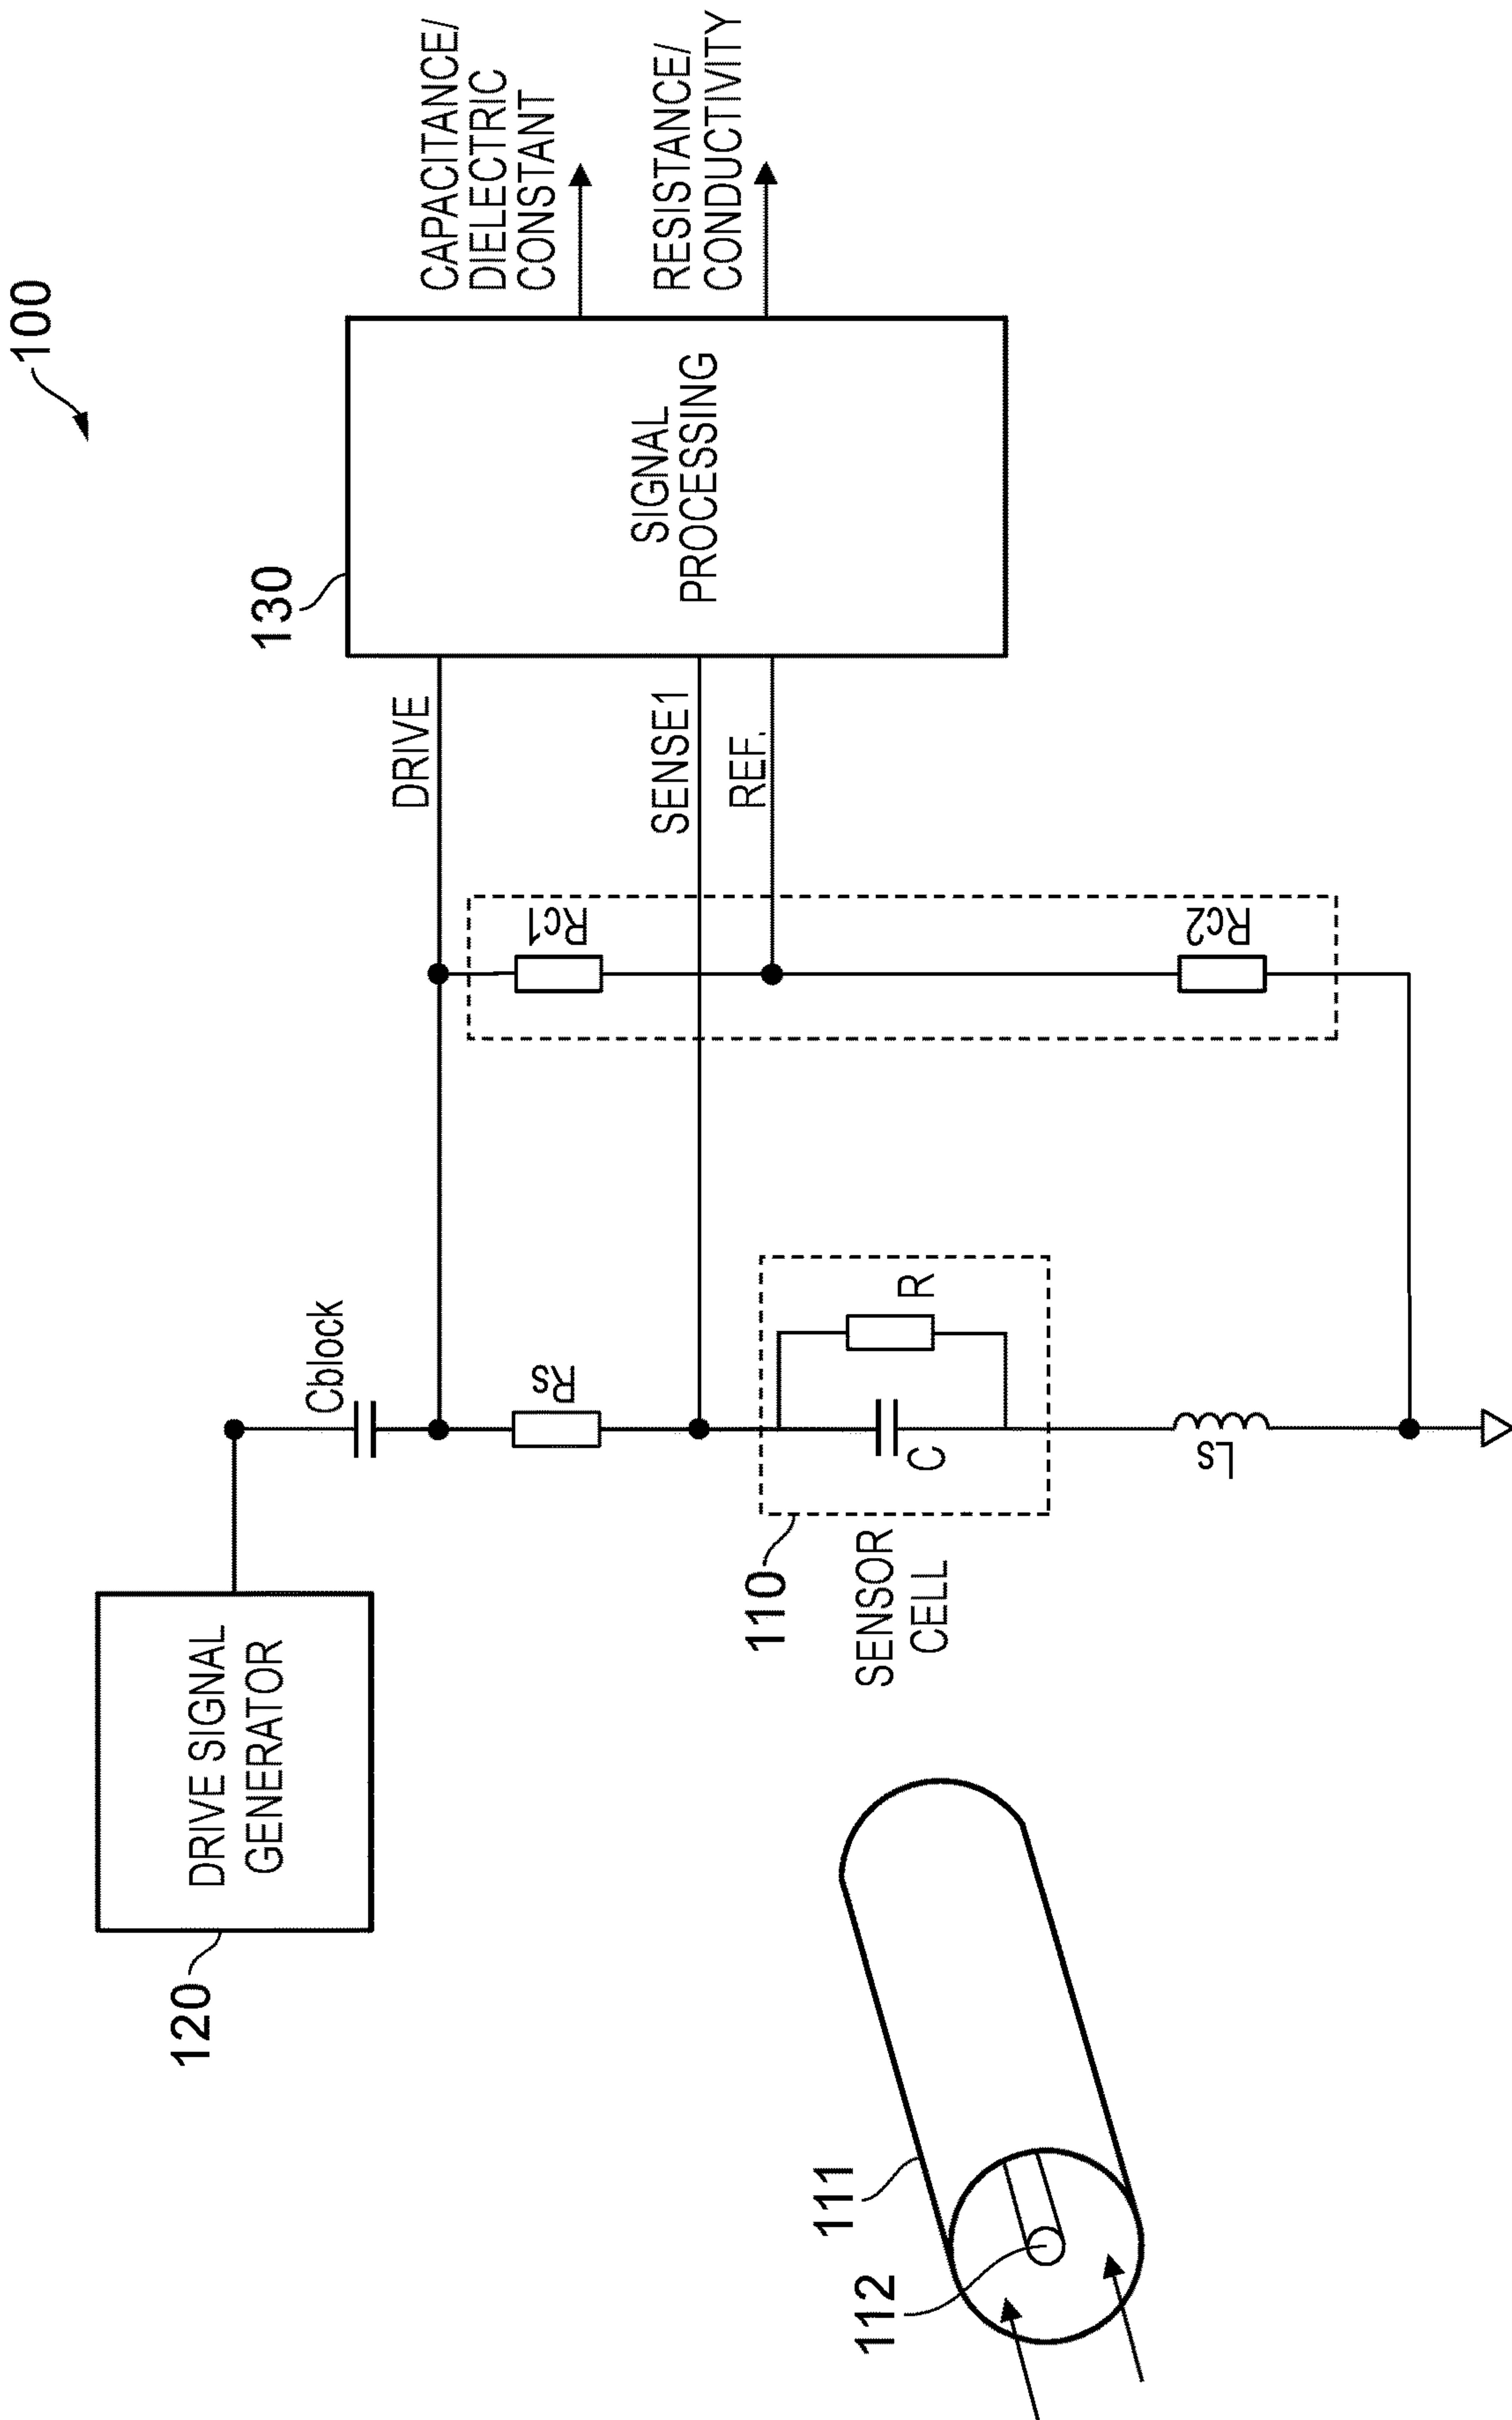 100
120
DRIVE SIGNAL
GENERATOR
Cblock
DRIVE
130
SIGNAL
PROCESSING
CAPACITANCE/
DIELECTRIC
CONSTANT
RESISTANCE/
CONDUCTIVITY
Rs
SENSE1
REF.
Rc1
Rc2
110
SENSOR
CELL
R
C
Ls
111
112